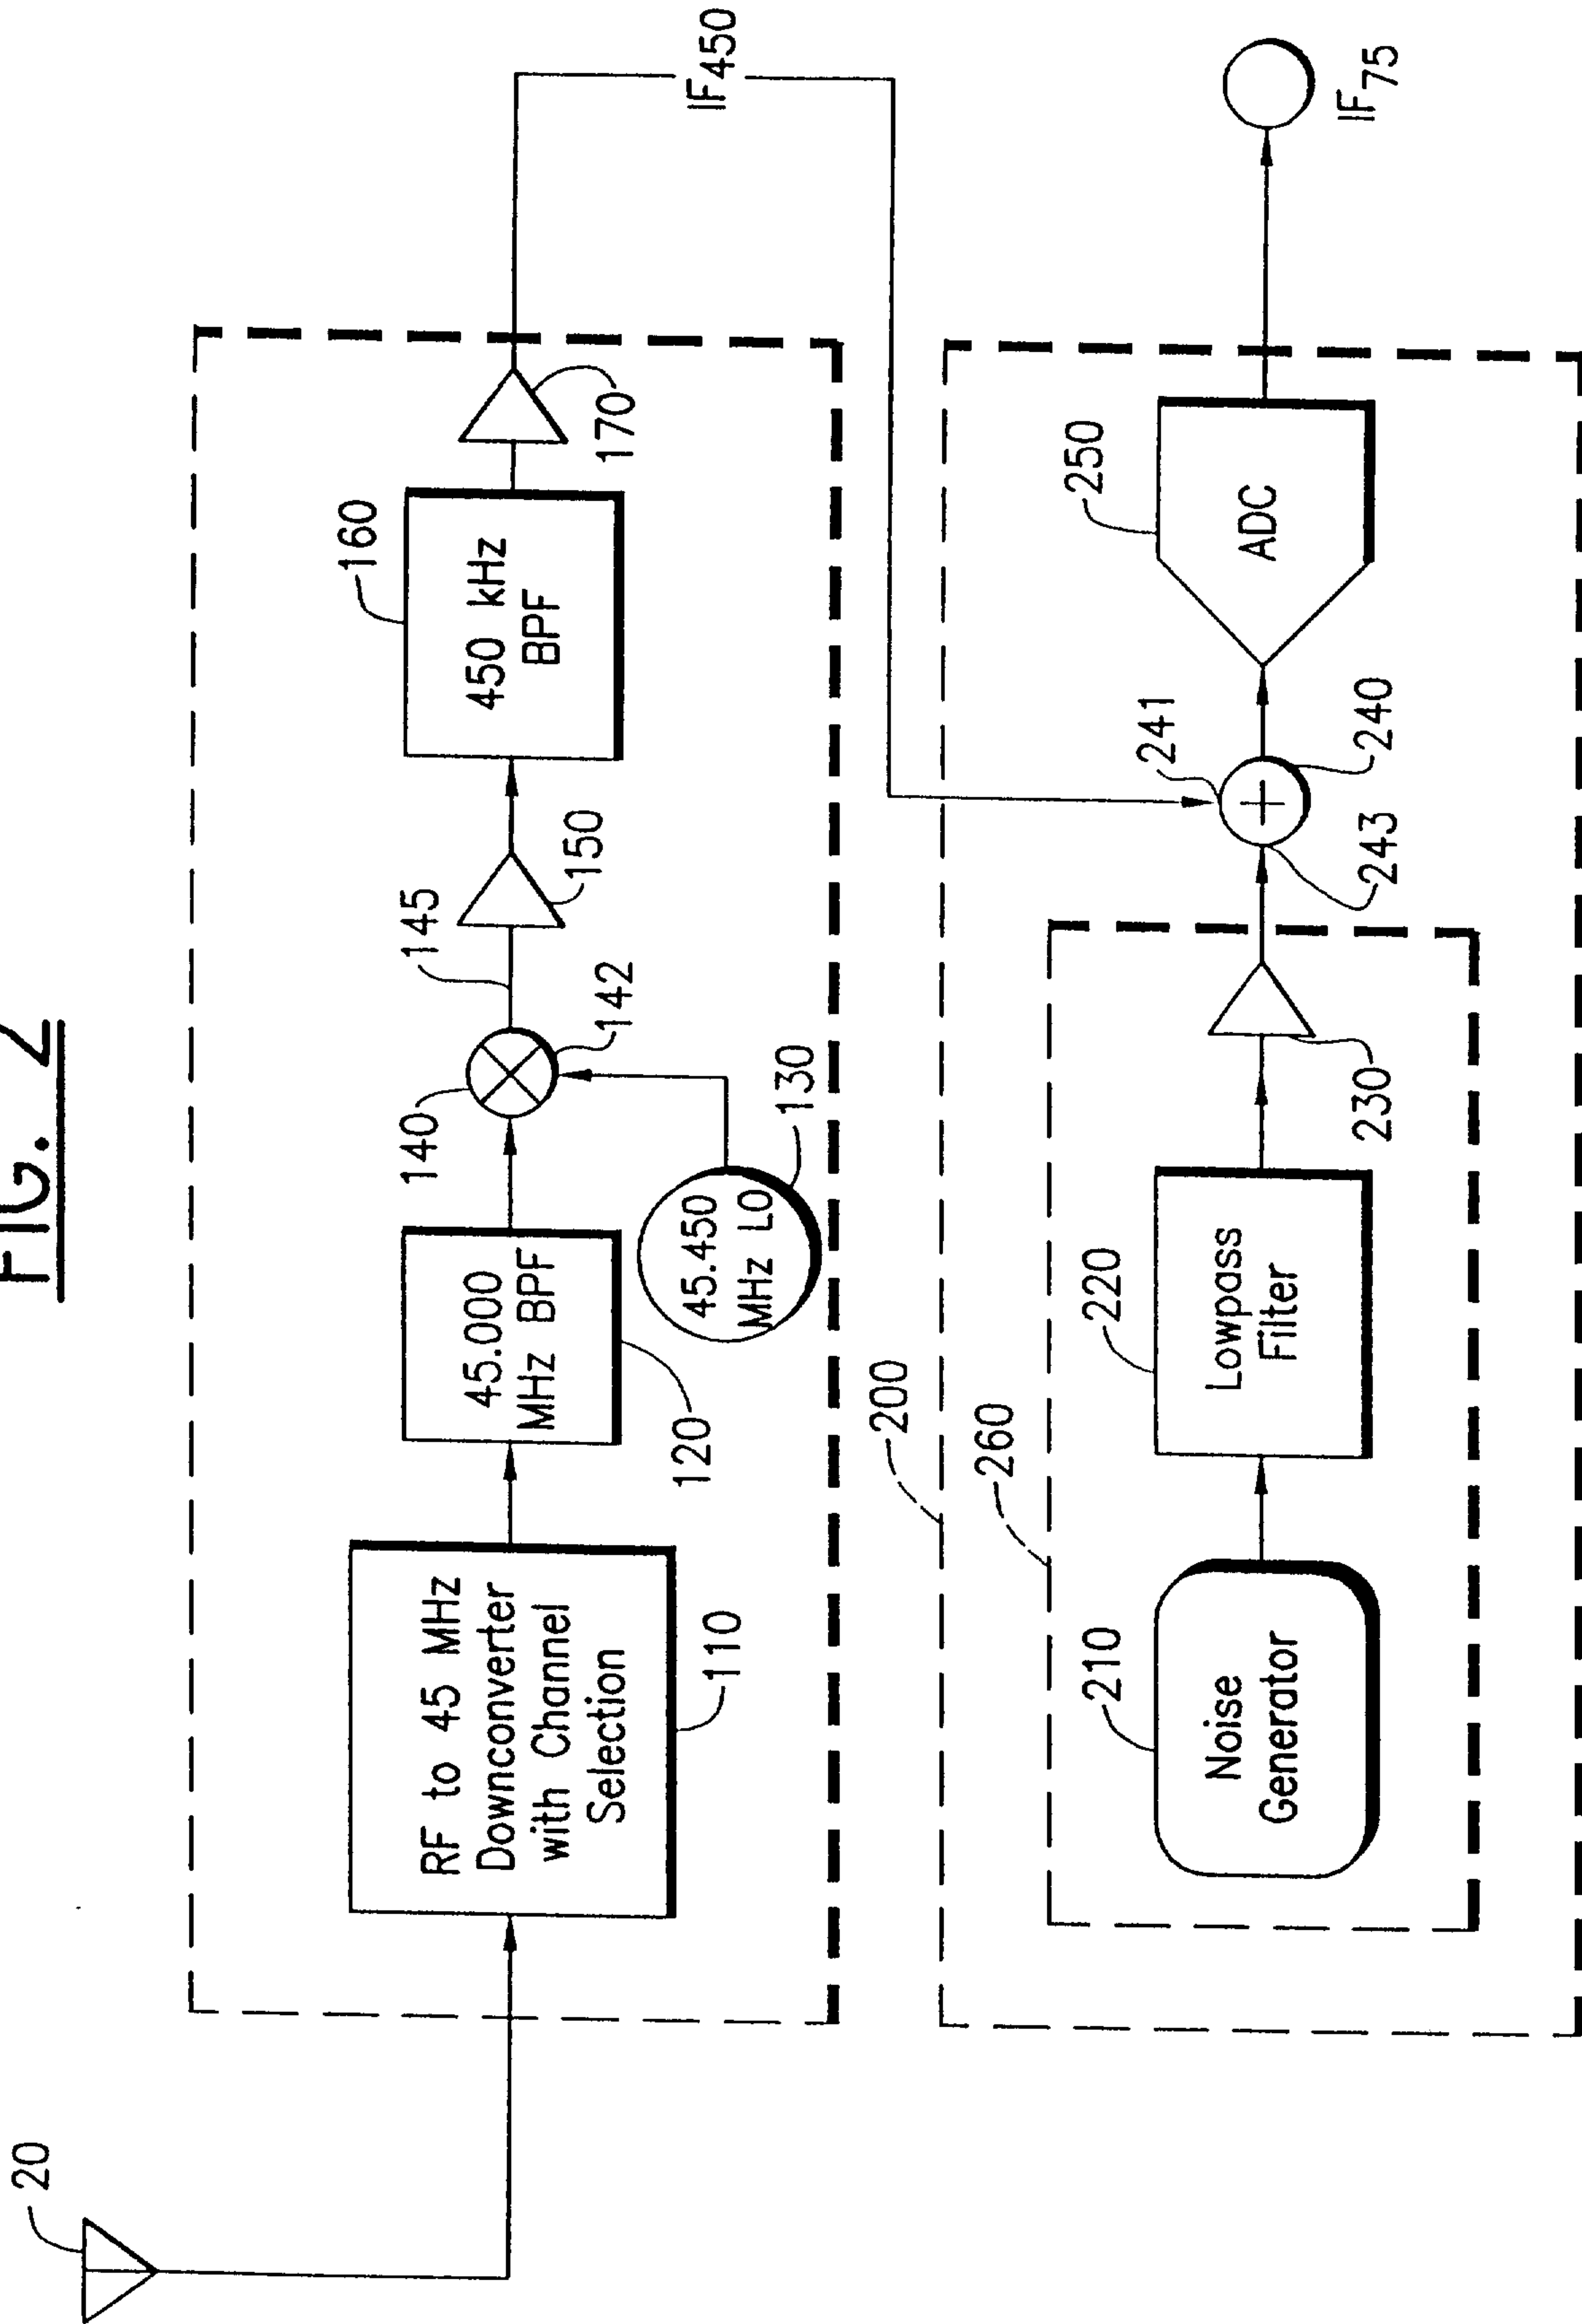 FIG. 2
20
RF to 45 MHz
Downconverter
with Channel
Selection
110
45.000
MHz BPF
120
45.450
MHz LO
130
140
142
145
150
450 kHz
BPF
160
170
IF450
200
260
Noise
Generator
210
Lowpass
Filter
220
230
243
241
240
ADC
250
IF75